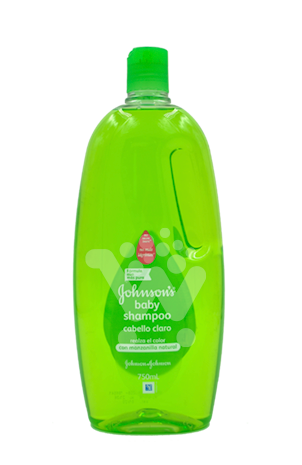 Johnson's
baby
shampoo
cabello claro
realza el color
con manzanilla natural
Johnson & Johnson
750mL